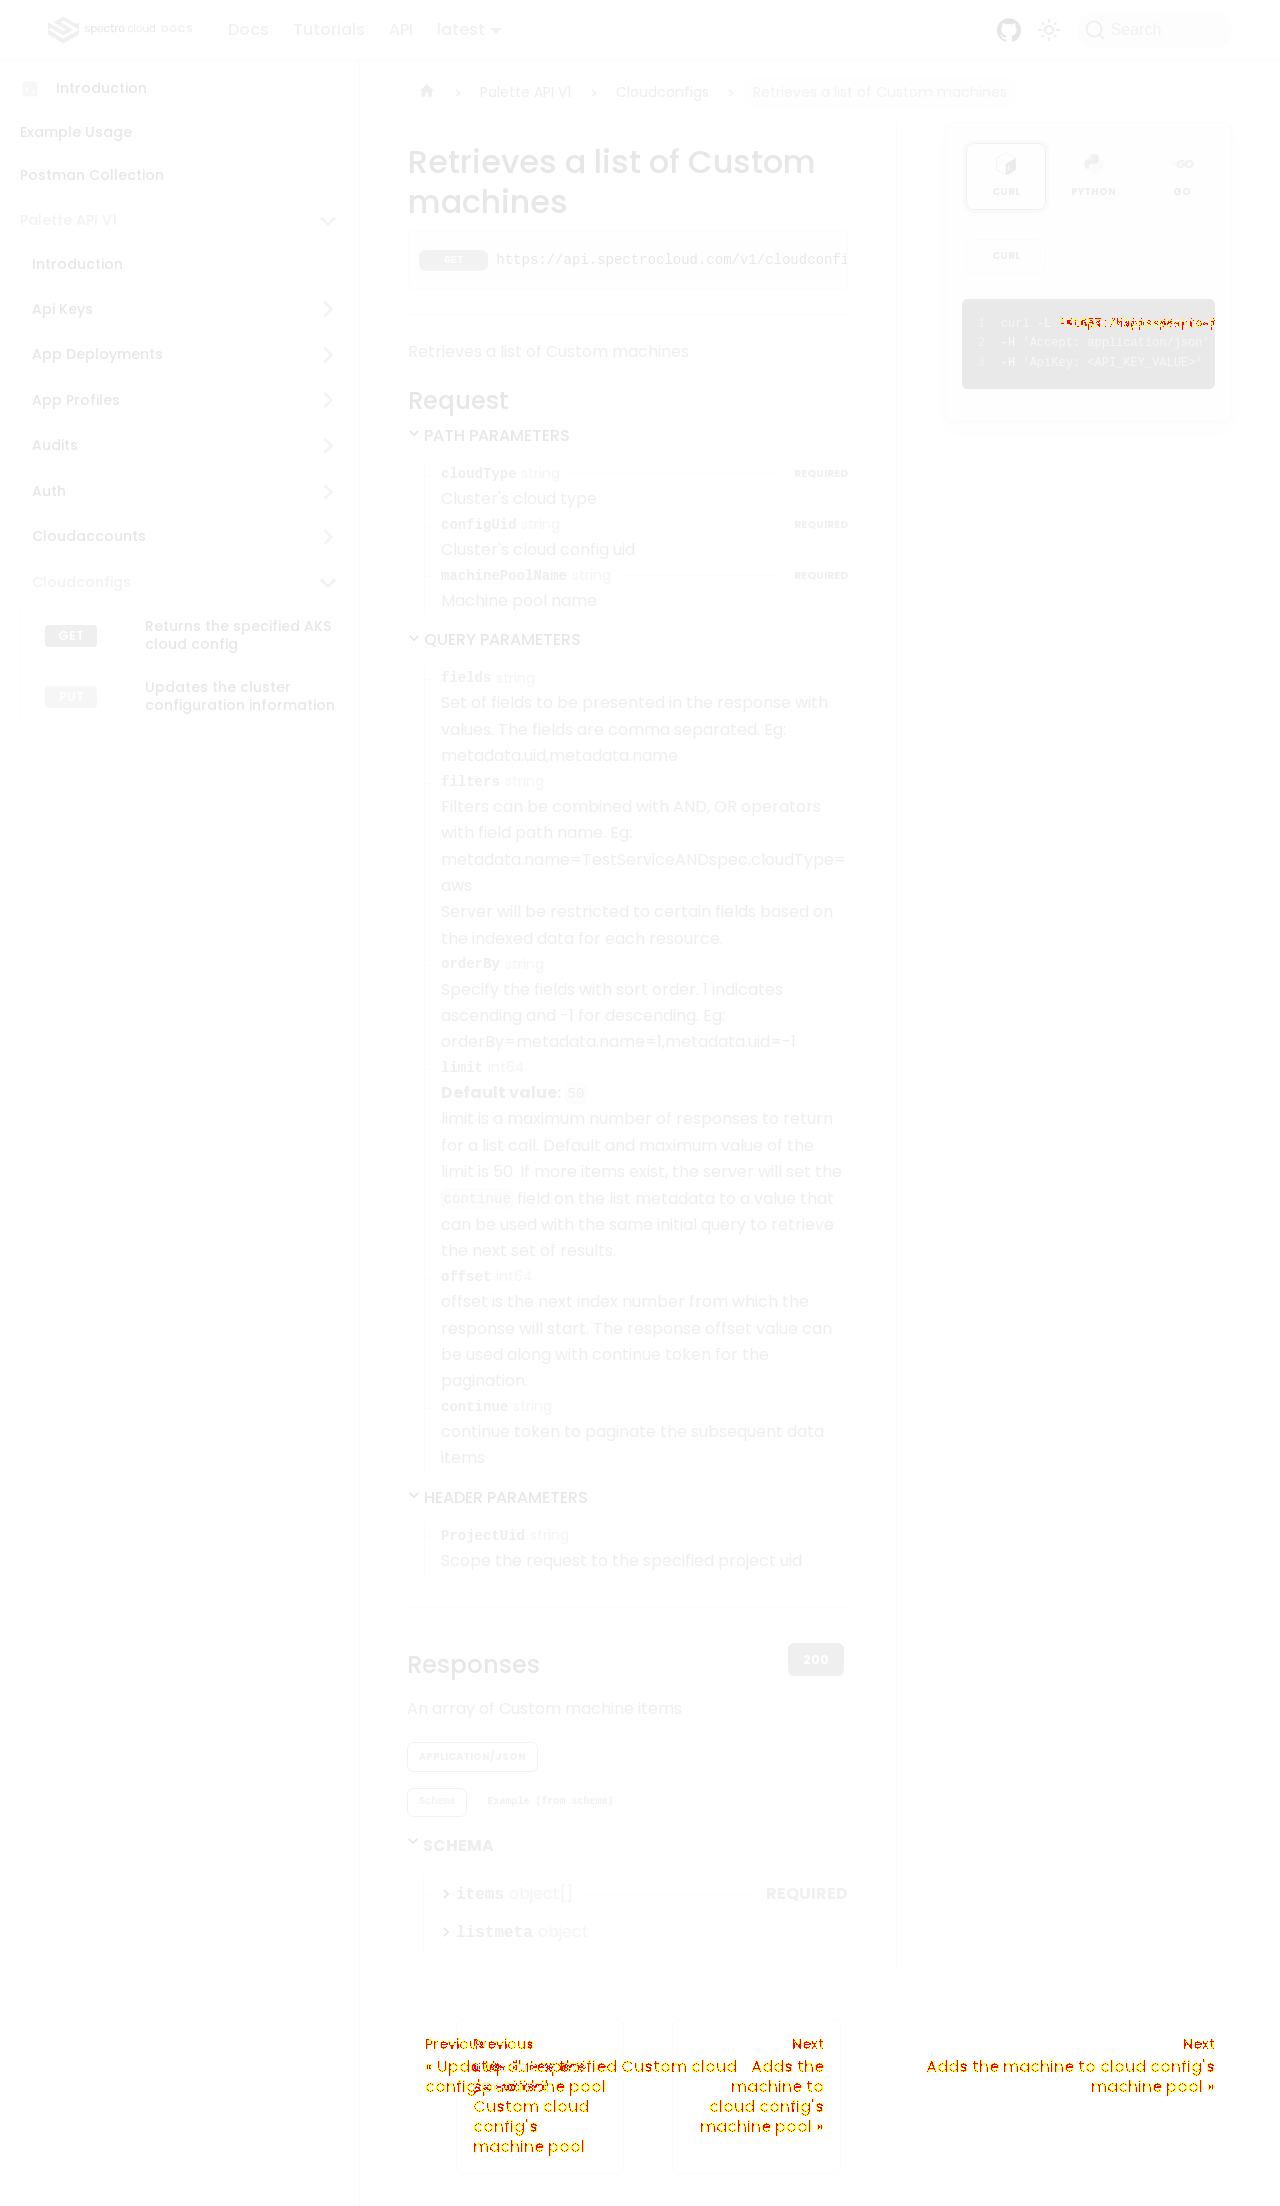 spectro cloud DOCS
Docs
Tutorials
API
latest
Search
Introduction
Example Usage
Postman Collection
Palette API V1
Introduction
Api Keys
App Deployments
App Profiles
Audits
Auth
Cloudaccounts
Cloudconfigs
GET
Returns the specified AKS
cloud config
PUT
Updates the cluster
configuration information
Palette API V1
Cloudconfigs
Retrieves a list of Custom machines
Retrieves a list of Custom
machines
GET
https://api.spectrocloud.com/v1/cloudconfi
Retrieves a list of Custom machines
Request
PATH PARAMETERS
cloudType string
REQUIRED
Cluster's cloud type
configUid string
REQUIRED
Cluster's cloud config uid
machinePoolName string
REQUIRED
Machine pool name
QUERY PARAMETERS
fields string
Set of fields to be presented in the response with
values. The fields are comma separated. Eg:
metadata.uid,metadata.name
filters string
Filters can be combined with AND, OR operators
with field path name. Eg:
metadata.name=TestServiceANDspec.cloudType=
aws
Server will be restricted to certain fields based on
the indexed data for each resource.
orderBy string
Specify the fields with sort order. 1 indicates
ascending and -1 for descending. Eg:
orderBy=metadata.name=1,metadata.uid=-1
limit int64
Default value: 50
limit is a maximum number of responses to return
for a list call. Default and maximum value of the
limit is 50. If more items exist, the server will set the
continue field on the list metadata to a value that
can be used with the same initial query to retrieve
the next set of results.
offset int64
offset is the next index number from which the
response will start. The response offset value can
be used along with continue token for the
pagination.
continue string
continue token to paginate the subsequent data
items
HEADER PARAMETERS
ProjectUid string
Scope the request to the specified project uid
Responses
200
An array of Custom machine items
APPLICATION/JSON
Schema
Example (from schema)
SCHEMA
items object[]
REQUIRED
listmeta object
CURL
PYTHON
GO
CURL
1 curl -L
2 -H 'Accept: application/json'
3 -H 'ApiKey: <API_KEY_VALUE>'
Previous
Previous
Next
Next
Custom cloud
config's
machine pool
Adds the
machine to
cloud config's
machine pool »
Adds the machine to cloud config's
machine pool »